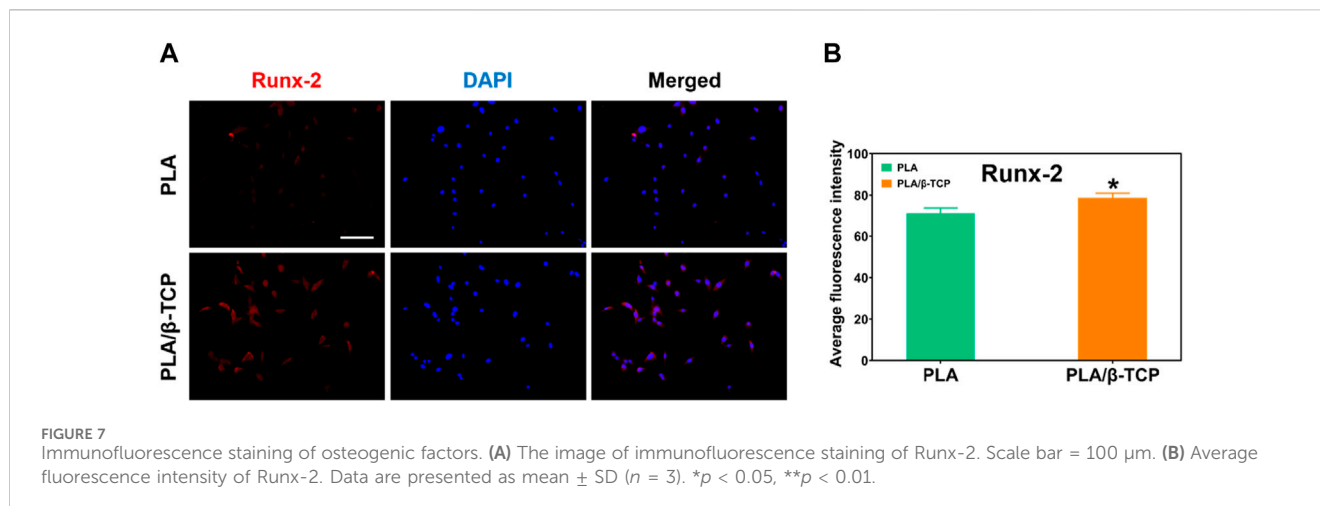 A
Runx-2 DAPI Merged
PLA
PLA/β-TCP
B
Average fluorescence intensity
100
80
60
40
20
0
PLA
PLA/β-TCP
Runx-2
*
PLA PLA/β-TCP
FIGURE 7
Immunofluorescence staining of osteogenic factors. (A) The image of immunofluorescence staining of Runx-2. Scale bar = 100 μm. (B) Average
fluorescence intensity of Runx-2. Data are presented as mean ± SD (n = 3). *p < 0.05, **p < 0.01.